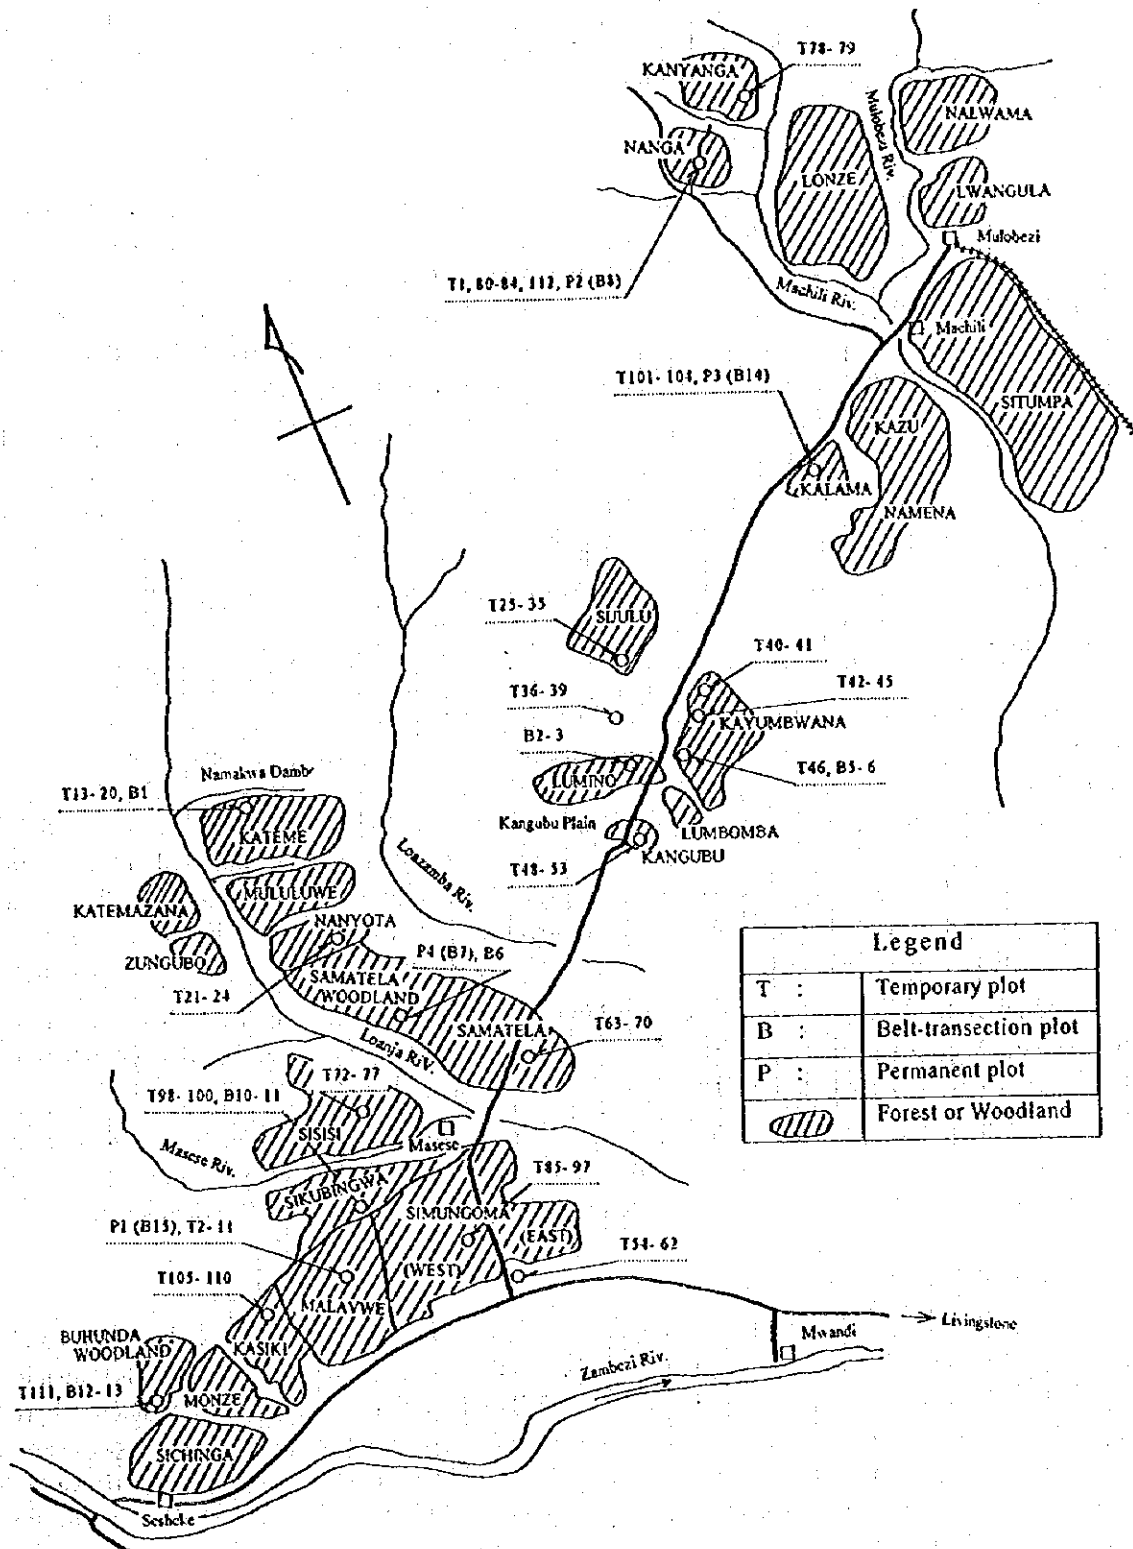 T78- 79
KANYANGA
Mulobezi Riv.
NALWAMA
NANGA
LONZE
LWANGULA
Mulobezi
T1, 80-84, 112, P2 (B8)
Machili Riv.
Machili
T101- 104, P3 (B14)
SITUMPA
KAZU
KALAMA
NAMENA
T25- 35
SIJULU
T40- 41
T36- 39
T42- 45
KAYUMBWANA
B2- 3
Namakwa Damb
T13- 20, B1
LUMINO
T46, B5- 6
Kangubu Plain
LUMBOMBA
KATEME
KANGUBU
Loazamba Riv.
T48- 53
MULULUWE
KATEMAZANA
NANYOTA
P4 (B7), B6
ZUNGUBO
SAMATELA
WOODLAND
T21- 24
SAMATELA
T63- 70
Loanja RiV.
Legend
T : Temporary plot
B : Belt-transection plot
P : Permanent plot
Forest or Woodland
T72- 77
T98- 100, B10- 11
SISISI
Masese
Masese Riv.
T85- 97
SIKUBINGWA
SIMUNGOMA
P1 (B15), T2- 11
(EAST)
T54- 62
(WEST)
T105- 110
MALAVWE
Livingstone
BUHUNDA
WOODLAND
KASIKI
Mwandi
Zambezi Riv.
T111, B12- 13
MONZE
SICHINGA
Sesheke